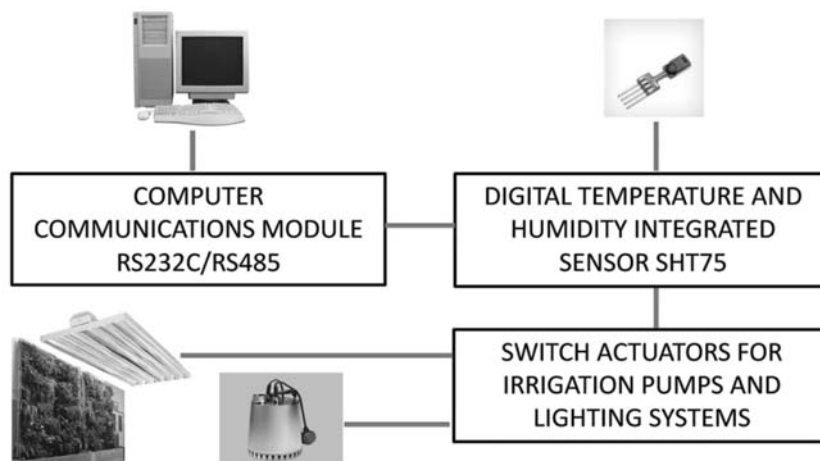 COMPUTER
COMMUNICATIONS MODULE
RS232C/RS485
DIGITAL TEMPERATURE AND
HUMIDITY INTEGRATED
SENSOR SHT75
SWITCH ACTUATORS FOR
IRRIGATION PUMPS AND
LIGHTING SYSTEMS